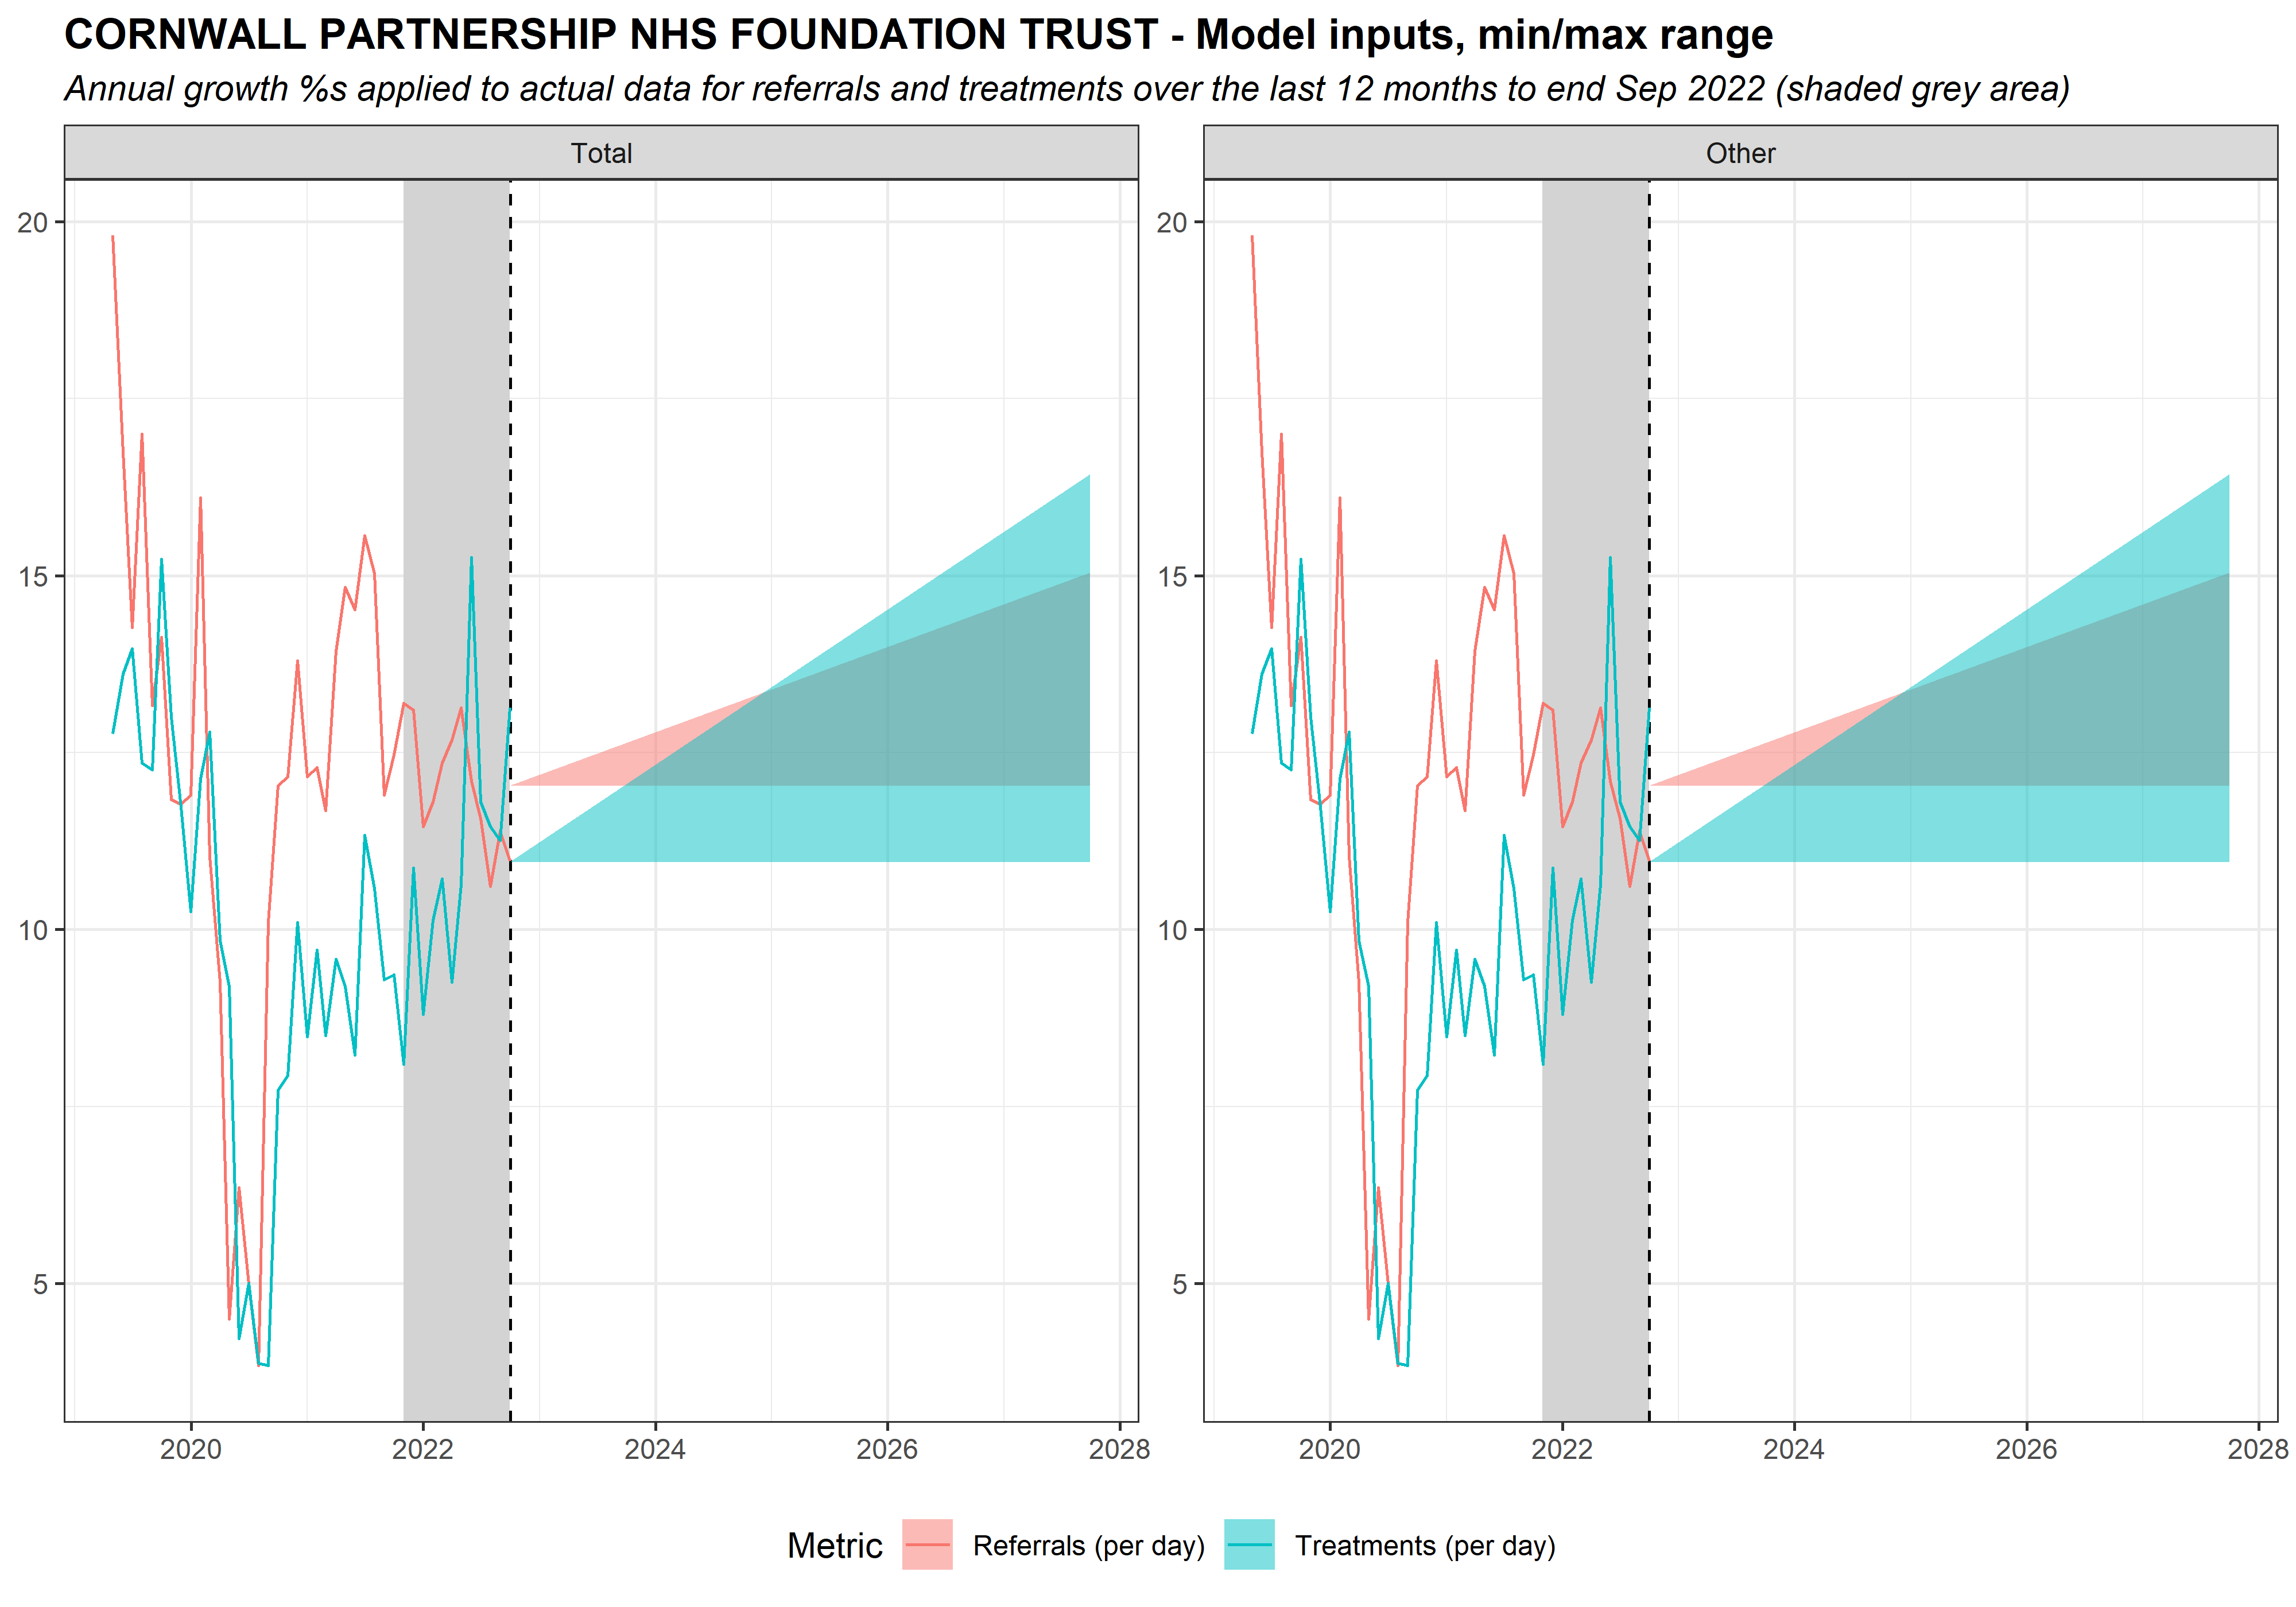 CORNWALL PARTNERSHIP NHS FOUNDATION TRUST - Model inputs, min/max range
Annual growth %s applied to actual data for referrals and treatments over the last 12 months to end Sep 2022 (shaded grey area)
Total
Other
20
15
10
5
20
15
10
5
2020 2022 2024 2026 2028
2020 2022 2024 2026 2028
Metric Referrals (per day) Treatments (per day)